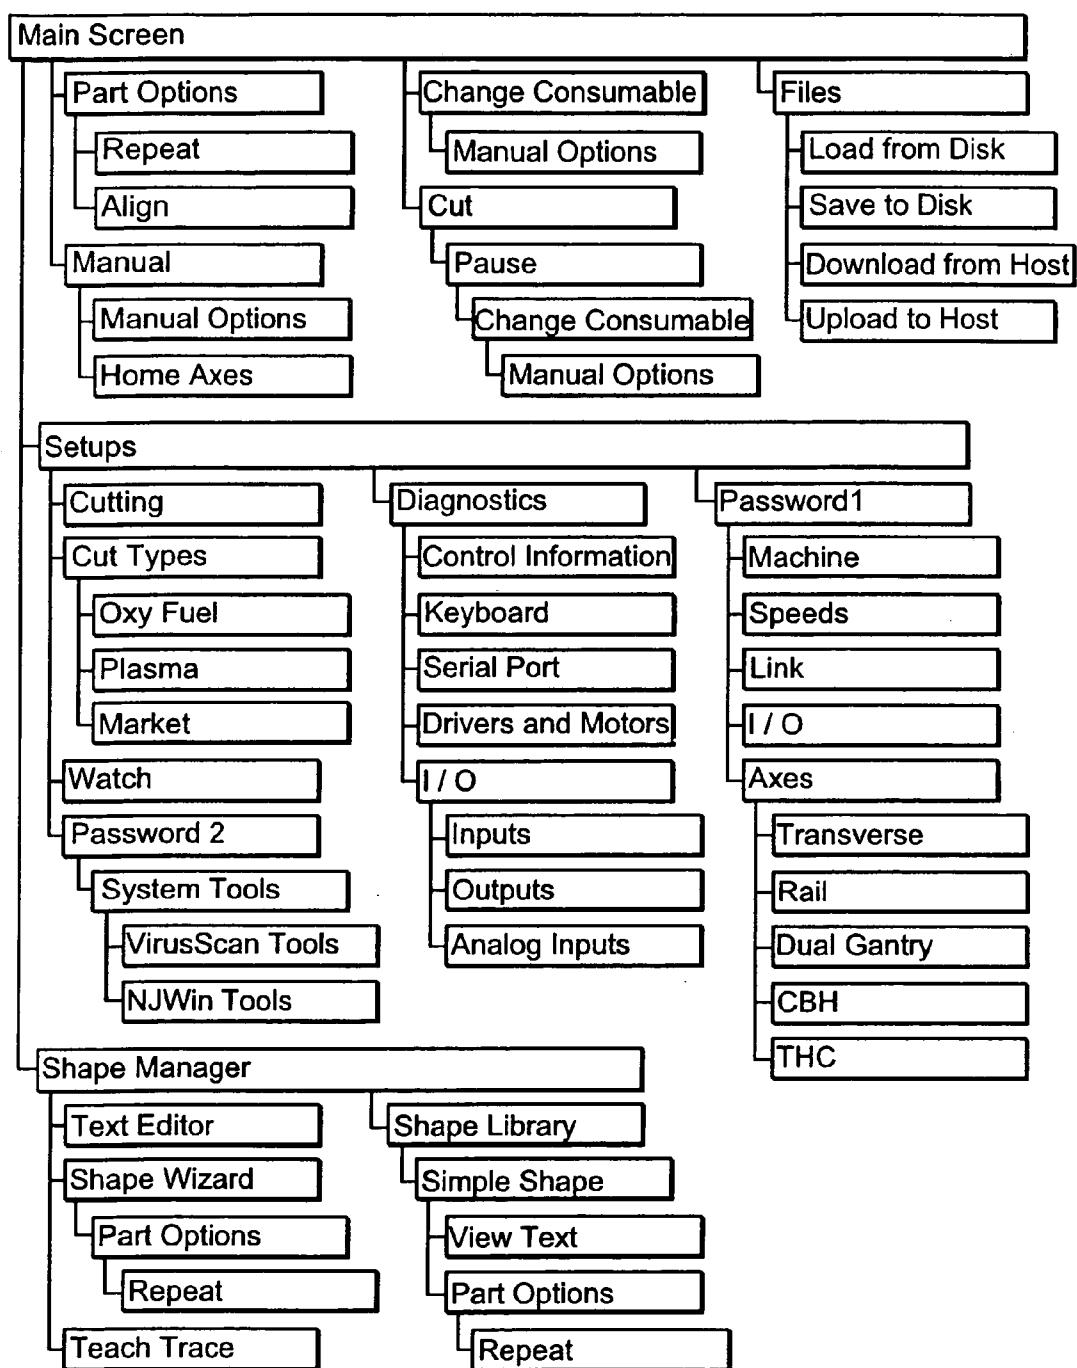 Main Screen
Part Options
Repeat
Align
Manual
Manual Options
Home Axes
Change Consumable
Manual Options
Cut
Pause
Change Consumable
Manual Options
Files
Load from Disk
Save to Disk
Download from Host
Upload to Host
Setups
Cutting
Cut Types
Oxy Fuel
Plasma
Market
Watch
Password 2
System Tools
VirusScan Tools
NJWin Tools
Diagnostics
Control Information
Keyboard
Serial Port
Drivers and Motors
I / O
Inputs
Outputs
Analog Inputs
Password1
Machine
Speeds
Link
I / O
Axes
Transverse
Rail
Dual Gantry
CBH
THC
Shape Manager
Text Editor
Shape Wizard
Part Options
Repeat
Teach Trace
Shape Library
Simple Shape
View Text
Part Options
Repeat